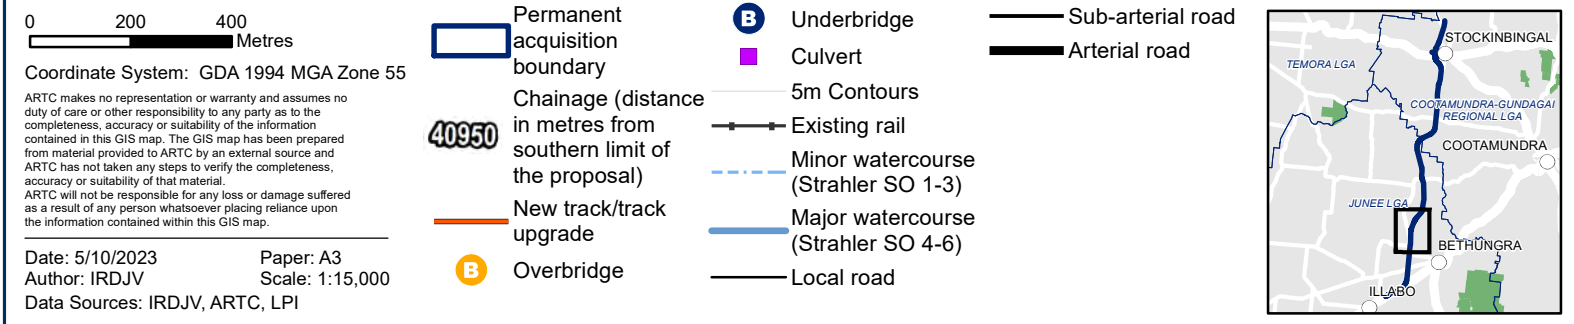 0 200 400
Metres
Coordinate System: GDA 1994 MGA Zone 55
ARTC makes no representation or warranty and assumes no
duty of care or other responsibility to any party as to the
completeness, accuracy or suitability of the information
contained in this GIS map. The GIS map has been prepared
from material provided to ARTC by an external source and
ARTC has not taken any steps to verify the completeness,
accuracy or suitability of that material.
ARTC will not be responsible for any loss or damage suffered
as a result of any person whatsoever placing reliance upon
the information contained within this GIS map.
Date: 5/10/2023 Paper: A3
Author: IRDJV Scale: 1:15,000
Data Sources: IRDJV, ARTC, LPI
Permanent
acquisition
boundary
40950
Chainage (distance
in metres from
southern limit of
the proposal)
New track/track
upgrade
B Overbridge
B Underbridge
Culvert
5m Contours
Existing rail
Minor watercourse
(Strahler SO 1-3)
Major watercourse
(Strahler SO 4-6)
Local road
Sub-arterial road
Arterial road
STOCKINBINGAL
TEMORA LGA
COOTAMUNDRA-GUNDAGAI
REGIONAL LGA
COOTAMUNDRA
JUNEE LGA
BETHUNGRA
ILLABO